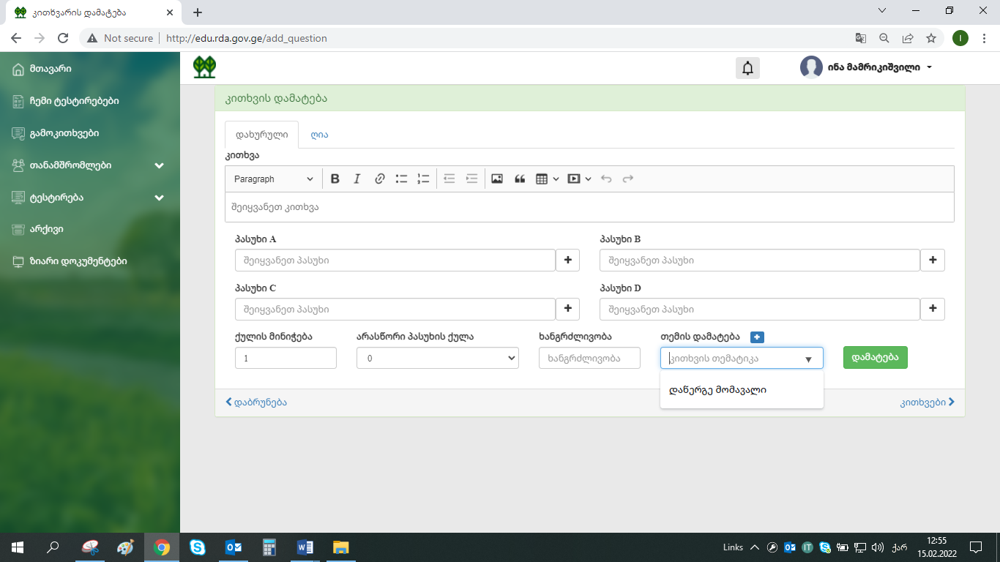 კითხვარის დამატება
Not secure
http://edu.rda.gov.ge/add_question
I
მთავარი
ჩემი ტესტირებები
გამოკითხვები
თანამშრომლები
ტესტირება
არქივი
ზიარი დოკუმენტები
ინა მამრიკიშვილი
კითხვის დამატება
დახურული
ღია
კითხვა
Paragraph
შეიყვანეთ კითხვა
პასუხი A
პასუხი B
შეიყვანეთ პასუხი
შეიყვანეთ პასუხი
პასუხი C
პასუხი D
შეიყვანეთ პასუხი
შეიყვანეთ პასუხი
ქულის მინიჭება
არასწორი პასუხის ქულა
ხანგრძლივობა
თემის დამატება
1
0
ხანგრძლივობა
კითხვის თემატიკა
დამატება
დანერგე მომავალი
დაბრუნება
კითხვები
Links
ქარ
12:55
15.02.2022